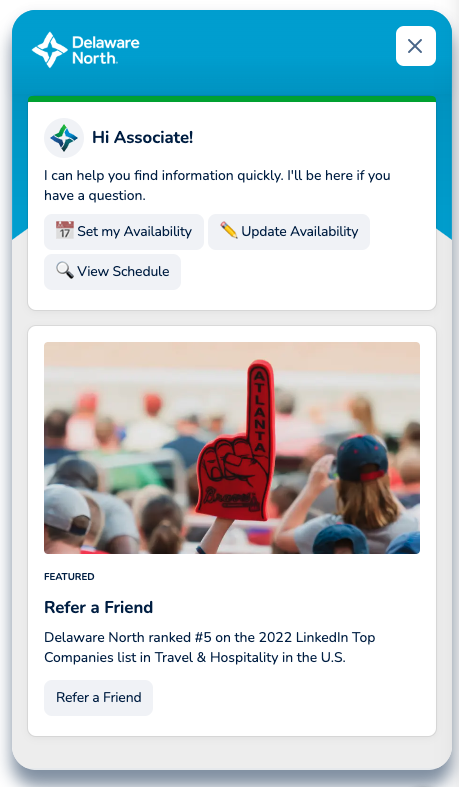 Delaware
North
Hi Associate!
I can help you find information quickly. I'll be here if you
have a question.
Set my Availability
Update Availability
View Schedule
ATLANTA
Braves
FEATURED
Refer a Friend
Delaware North ranked #5 on the 2022 LinkedIn Top
Companies list in Travel & Hospitality in the U.S.
Refer a Friend